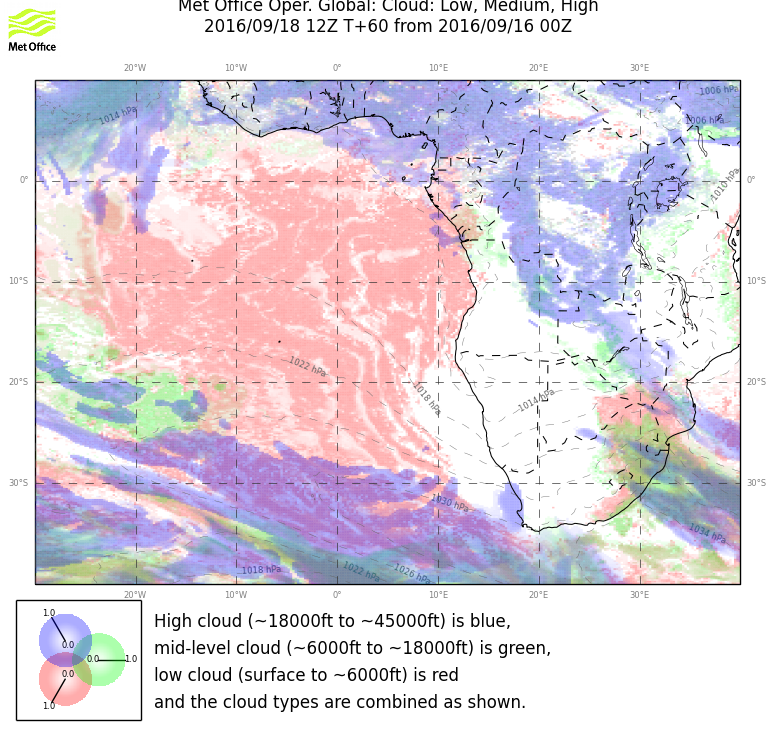 Met Office Oper. Global: Cloud: Low, Medium, High
2016/09/18 12Z T+60 from 2016/09/16 00Z
Met Office
20°W 10°W 0° 10°E 20°E 30°E
1006 hPa
1014 hPa
1006 hPa
0° 0°
1010 hPa
10°S 10°S
1022 hPa
20°S 20°S
1018 hPa
1014 hPa
30°S 30°S
1030 hPa
1034 hPa
1018 hPa
1022 hPa
1026 hPa
20°W 10°W 0° 10°E 20°E 30°E
1.0
0.0
0.0 1.0
0.0
1.0
High cloud (~18000ft to ~45000ft) is blue,
mid-level cloud (~6000ft to ~18000ft) is green,
low cloud (surface to ~6000ft) is red
and the cloud types are combined as shown.